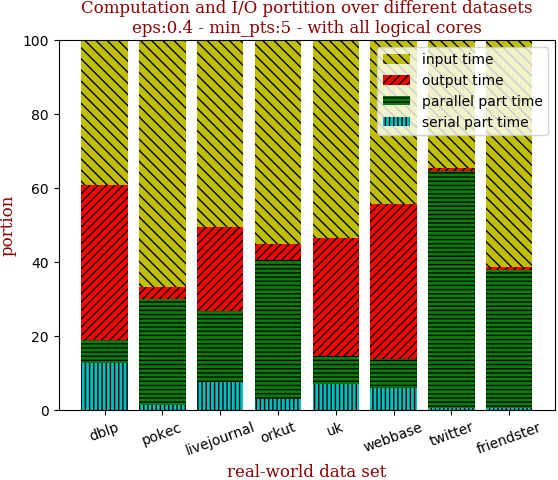 Computation and I/O portition over different datasets
eps:0.4 - min_pts:5 - with all logical cores
100
80
60
40
20
0
portion
input time
output time
parallel part time
serial part time
dblp
pokec
livejournal
orkut
uk
webbase
twitter
friendster
real-world data set